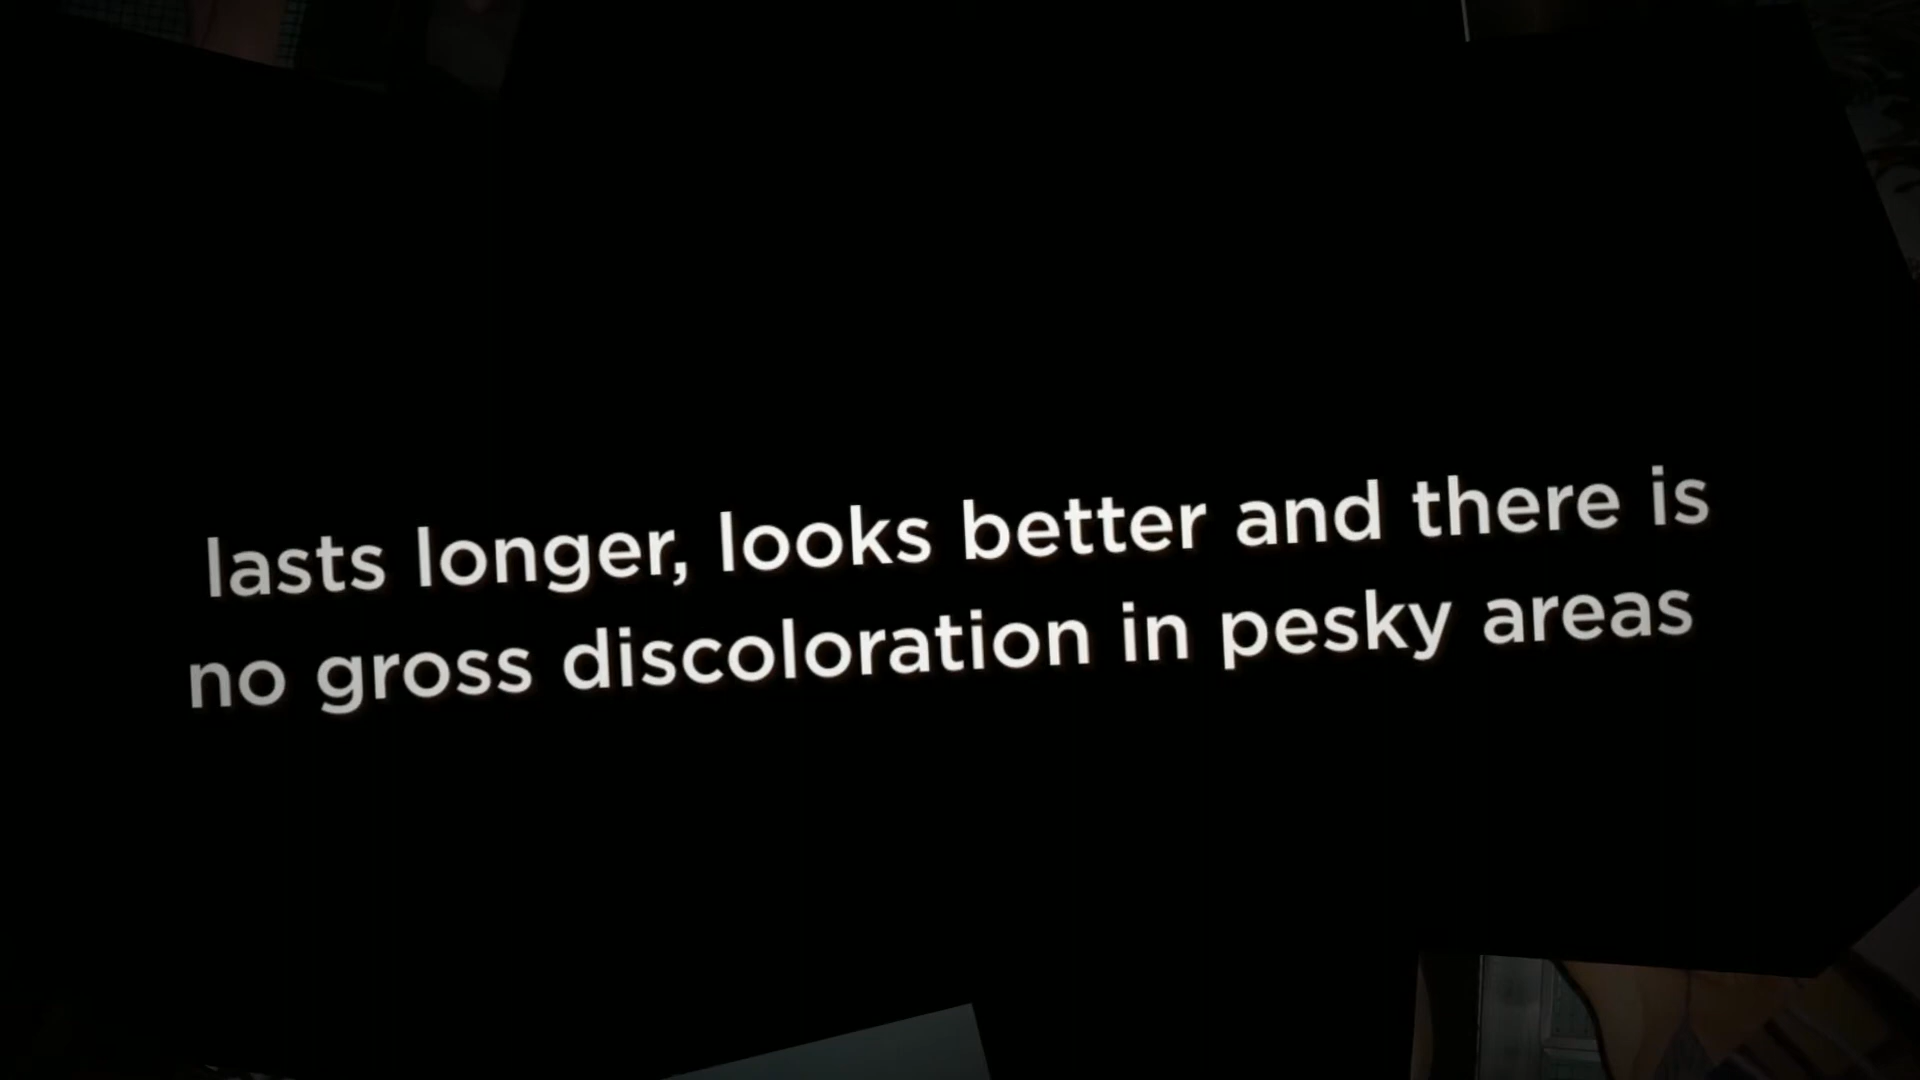 lasts longer, looks better and there is
no gross discoloration in pesky areas